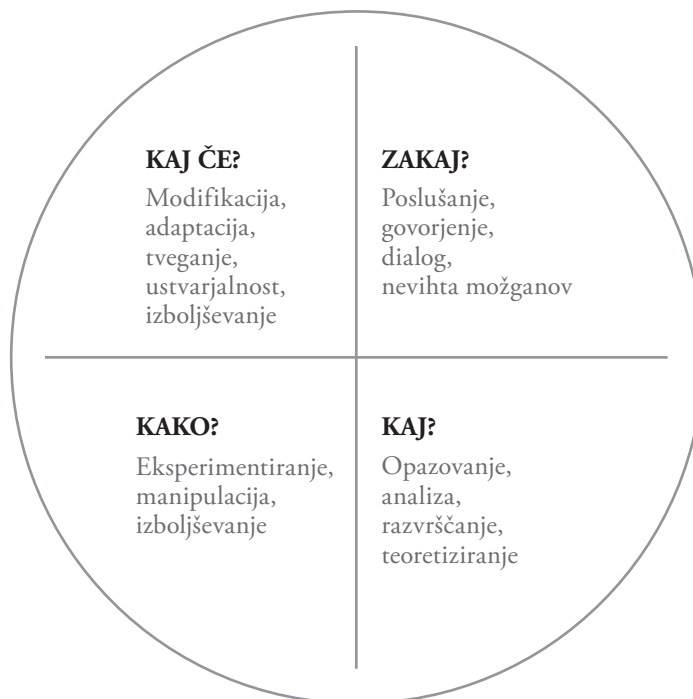 KAJ ČE?
Modifikacija,
adaptacija,
tveganje,
ustvarjalnost,
izboljševanje
ZAKAJ?
Poslušanje,
govorjenje,
dialog,
nevihta možganov
KAKO?
Eksperimentiranje,
manipulacija,
izboljševanje
KAJ?
Opazovanje,
analiza,
razvrščanje,
teoretiziranje